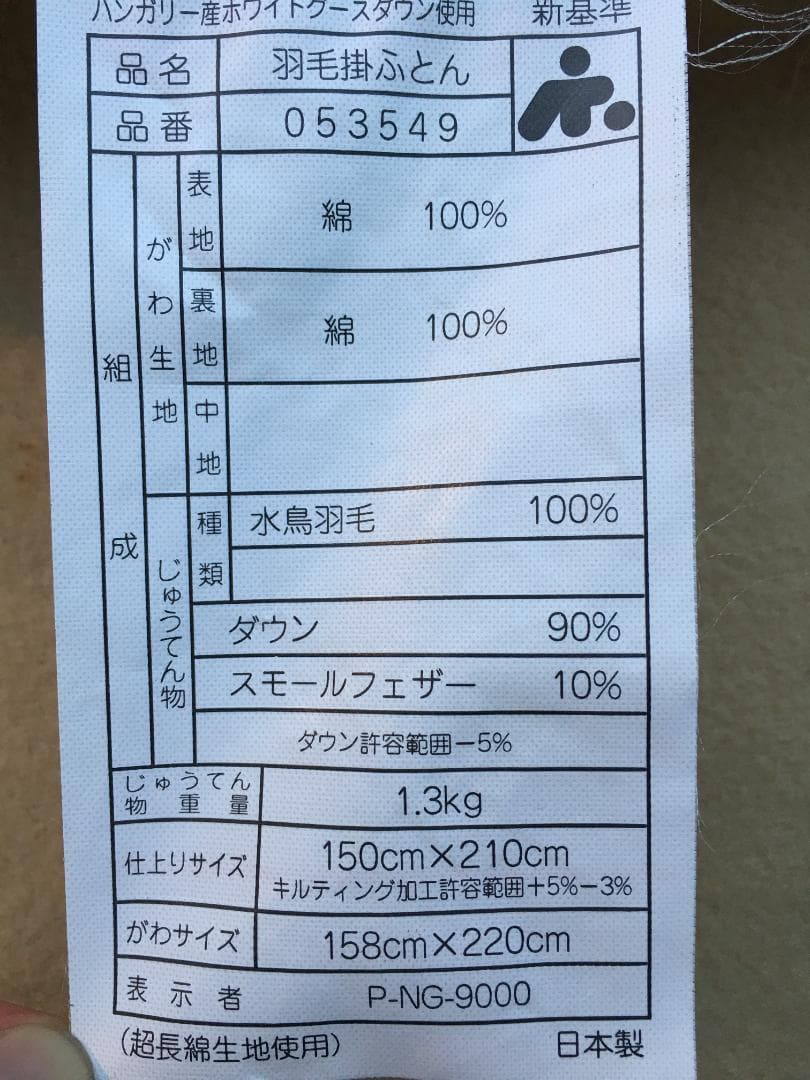 ハンガリー産ホワイトグースダウン使用 新基準
品名 羽毛掛ふとん
品番 053549
組成
がわ生地
表地 綿 100%
裏地 綿 100%
中地
じゅうてん物
種類 水鳥羽毛 100%
ダウン 90%
スモールフェザー 10%
ダウン許容範囲−5%
じゅうてん
物重量 1.3kg
仕上りサイズ 150cm×210cm
キルティング加工許容範囲+5%−3%
がわサイズ 158cm×220cm
表示者 P-NG-9000
(超長綿生地使用) 日本製